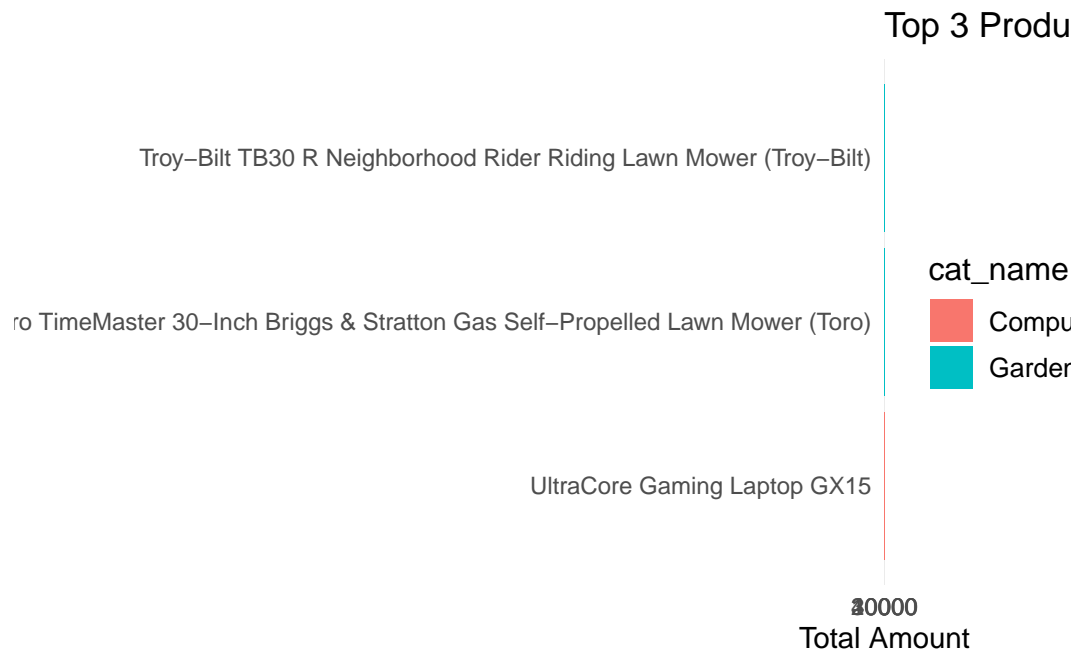 Top 3 Produ
Troy−Bilt TB30 R Neighborhood Rider Riding Lawn Mower (Troy−Bilt)
ro TimeMaster 30−Inch Briggs & Stratton Gas Self−Propelled Lawn Mower (Toro)
UltraCore Gaming Laptop GX15
cat_name
Compu
Garden
Total Amount